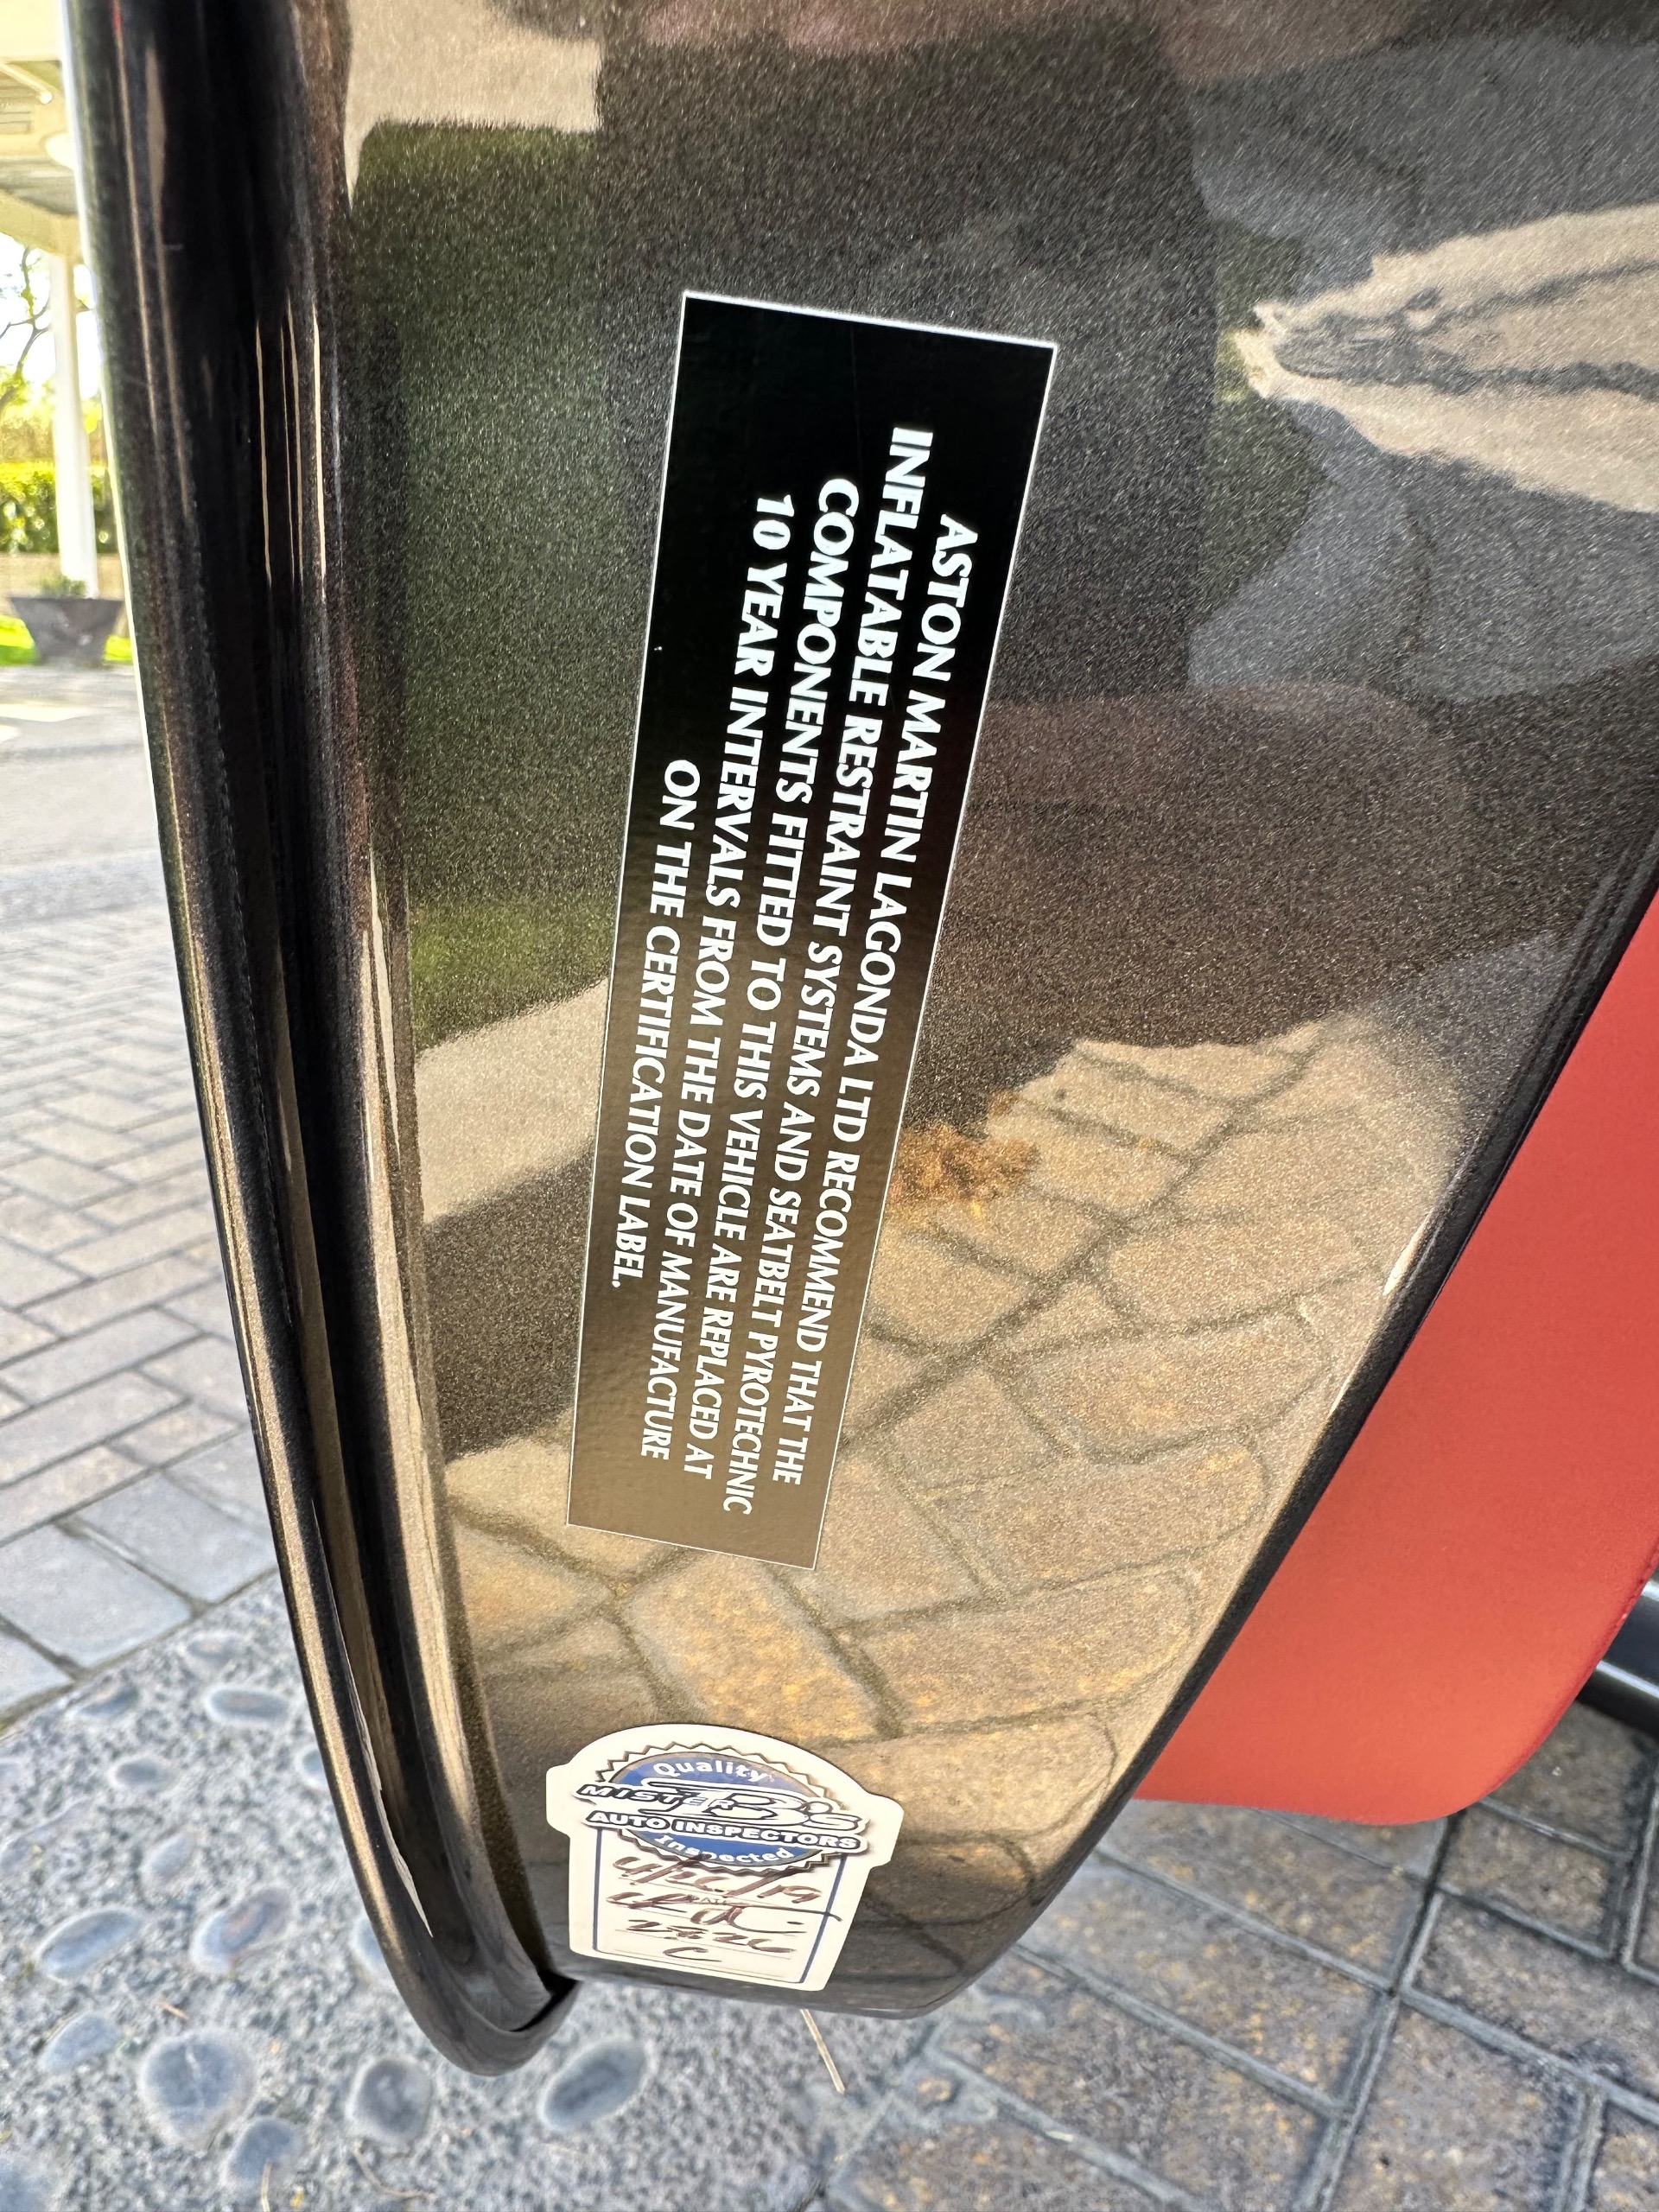 ASTON MARTIN LAGONDA LTD RECOMMEND THAT THE
INFLATABLE RESTRAINT SYSTEMS AND SEATBELT PYROTECHNIC
COMPONENTS FITTED TO THIS VEHICLE ARE REPLACED AT
10 YEAR INTERVALS FROM THE DATE OF MANUFACTURE
ON THE CERTIFICATION LABEL.
Quality
MISTER B's
AUTO INSPECTORS
Inspected